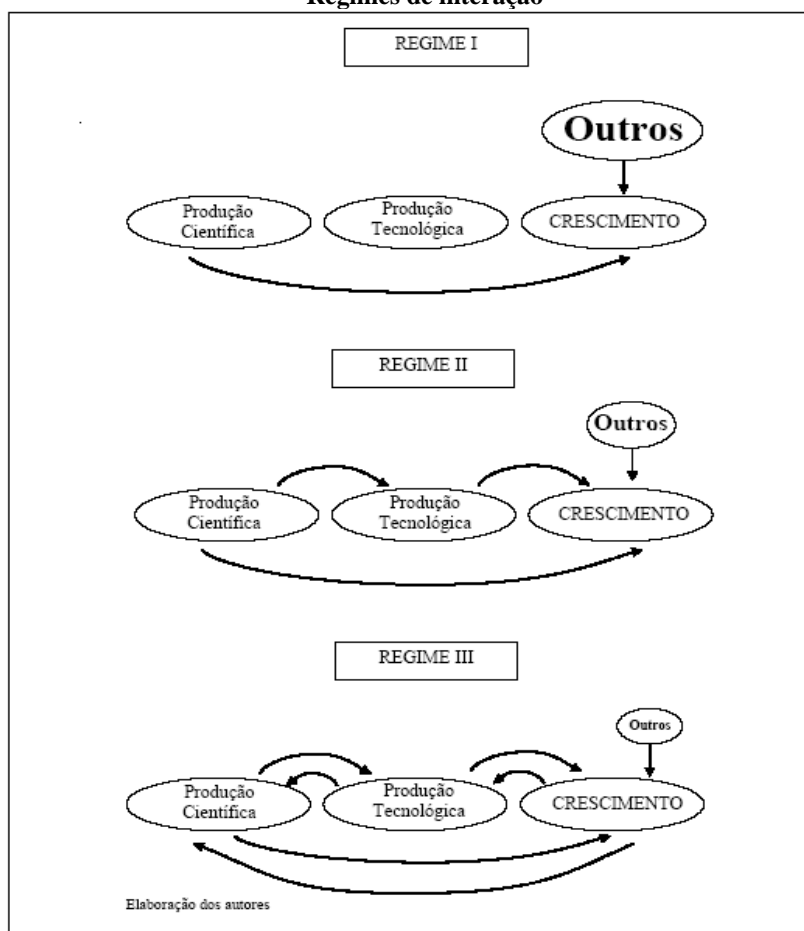 Regimes de interação
REGIME I
Outros
Produção
Científica
Produção
Tecnológica
CRESCIMENTO
REGIME II
Outros
Produção
Científica
Produção
Tecnológica
CRESCIMENTO
REGIME III
Outros
Produção
Científica
Produção
Tecnológica
CRESCIMENTO
Elaboração dos autores